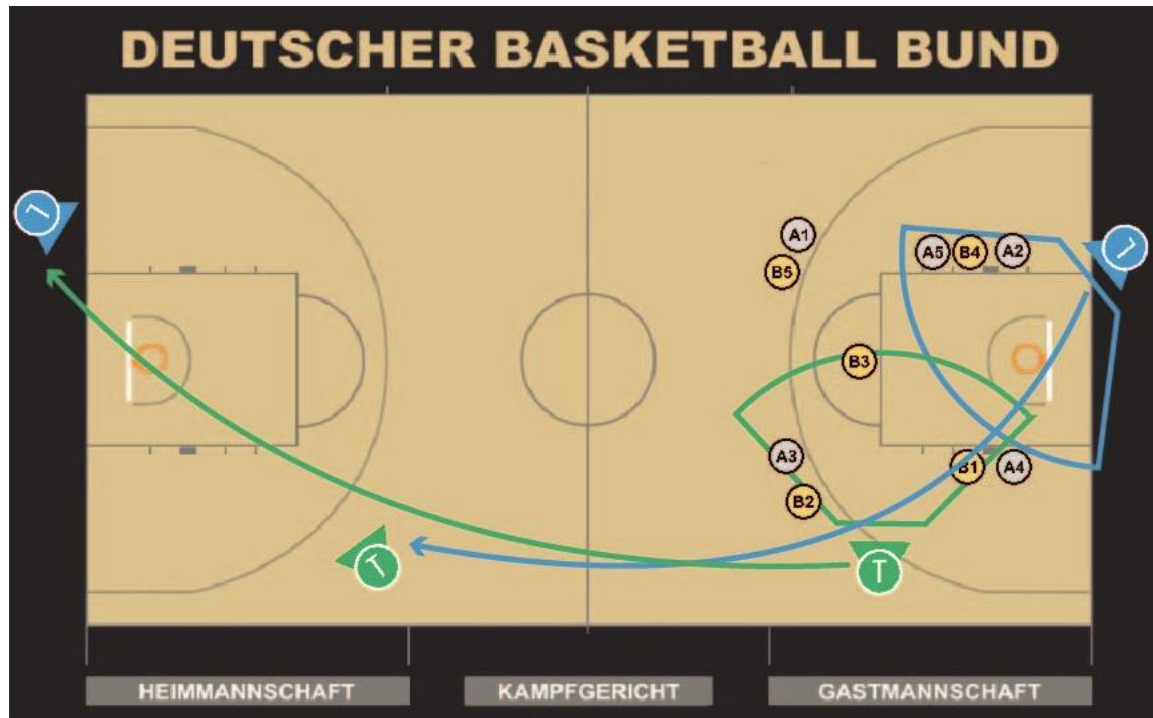 DEUTSCHER BASKETBALL BUND
A1
B5
A5 B4 A2
B3
A3
B2
B1 A4
T
T
HEIMMANNSCHAFT KAMPFGERICHT GASTMANNSCHAFT